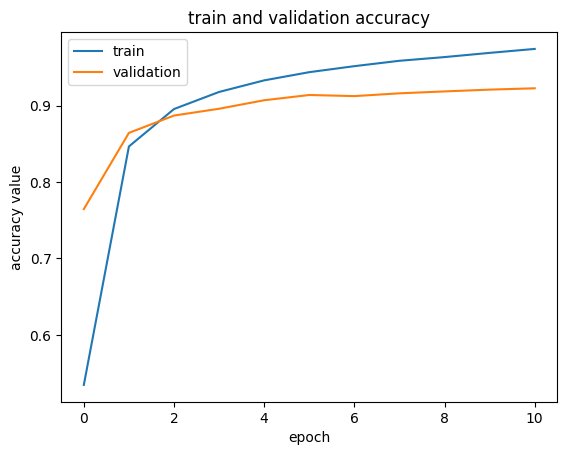 train and validation accuracy
train
validation
accuracy value
0.9
0.8
0.7
0.6
0 2 4 6 8 10
epoch